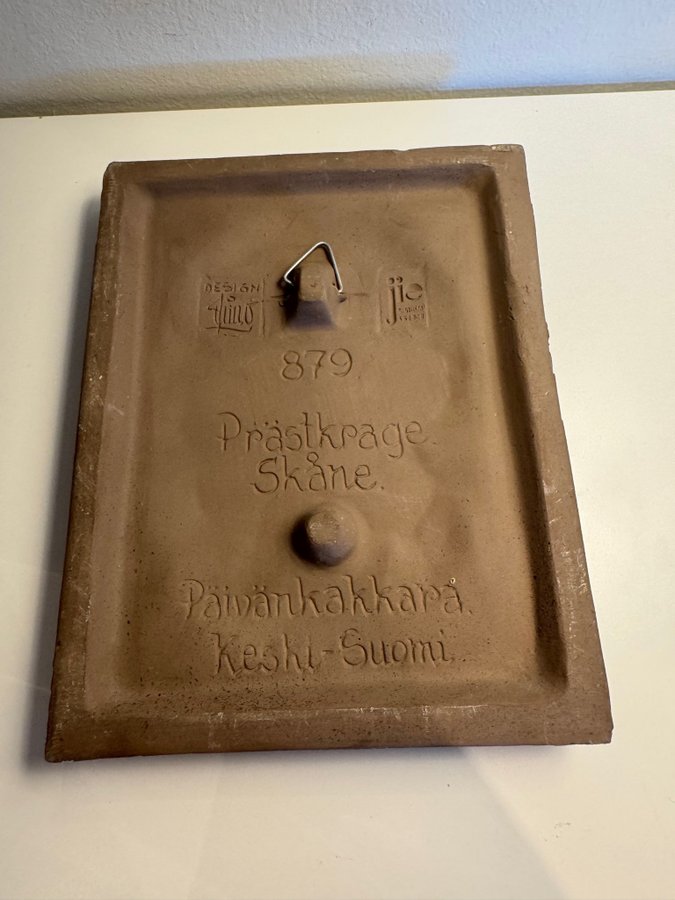 DESIGN
jie
879
Prästkrage.
Skåne.
Päivänkakkara.
Keski-Suomi.